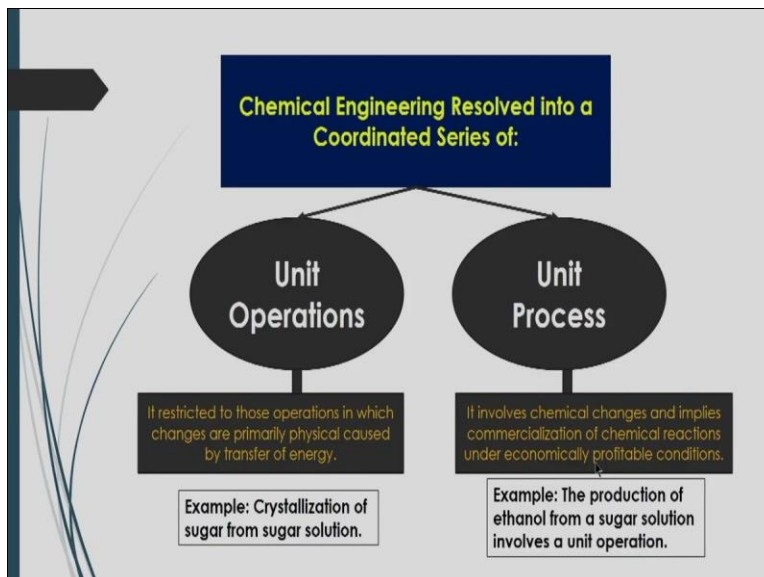 Chemical Engineering Resolved into a
Coordinated Series of:
Unit
Operations
Unit
Process
It restricted to those operations in which
changes are primarily physical caused
by transfer of energy.
It involves chemical changes and implies
commercialization of chemical reactions
under economically profitable conditions.
Example: Crystallization of
sugar from sugar solution.
Example: The production of
ethanol from a sugar solution
involves a unit operation.